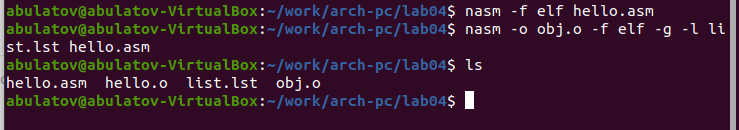 abulatov@abulatov-VirtualBox:~/work/arch-pc/lab04$ nasm -f elf hello.asm
abulatov@abulatov-VirtualBox:~/work/arch-pc/lab04$ nasm -o obj.o -f elf -g -l li
st.lst hello.asm
abulatov@abulatov-VirtualBox:~/work/arch-pc/lab04$ ls
hello.asm  hello.o  list.lst  obj.o
abulatov@abulatov-VirtualBox:~/work/arch-pc/lab04$